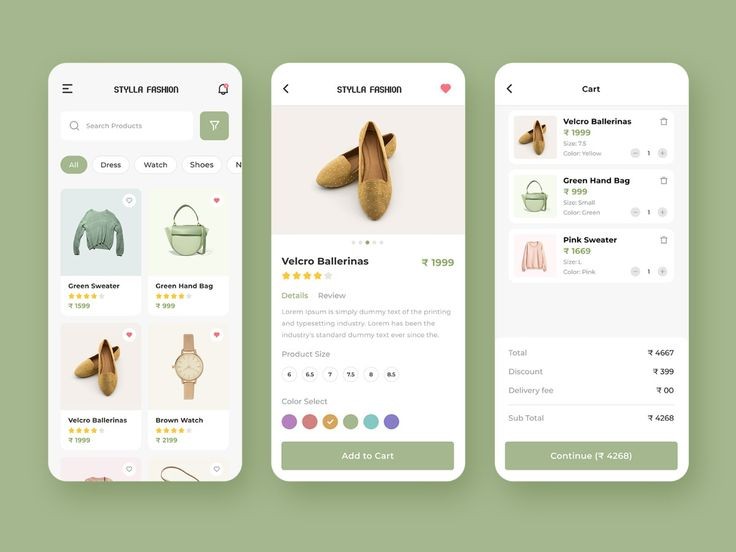 STYLLA FASHION
Search Products
All Dress Watch Shoes N
Green Sweater
₹ 1599
Green Hand Bag
₹ 999
Velcro Ballerinas
₹ 1999
Brown Watch
₹ 2199
STYLLA FASHION
Velcro Ballerinas ₹ 1999
Details Review
Lorem Ipsum is simply dummy text of the printing
and typesetting industry. Lorem has been the
industry's standard dummy text ever since the.
Product Size
6 6.5 7 7.5 8 8.5
Color Select
Add to Cart
Cart
Velcro Ballerinas
₹ 1999
Size: 7.5
Color: Yellow 1
Green Hand Bag
₹ 999
Size: Small
Color: Green 1
Pink Sweater
₹ 1669
Size: L
Color: Pink 1
Total ₹ 4667
Discount ₹ 399
Delivery fee ₹ 00
Sub Total ₹ 4268
Continue (₹ 4268)